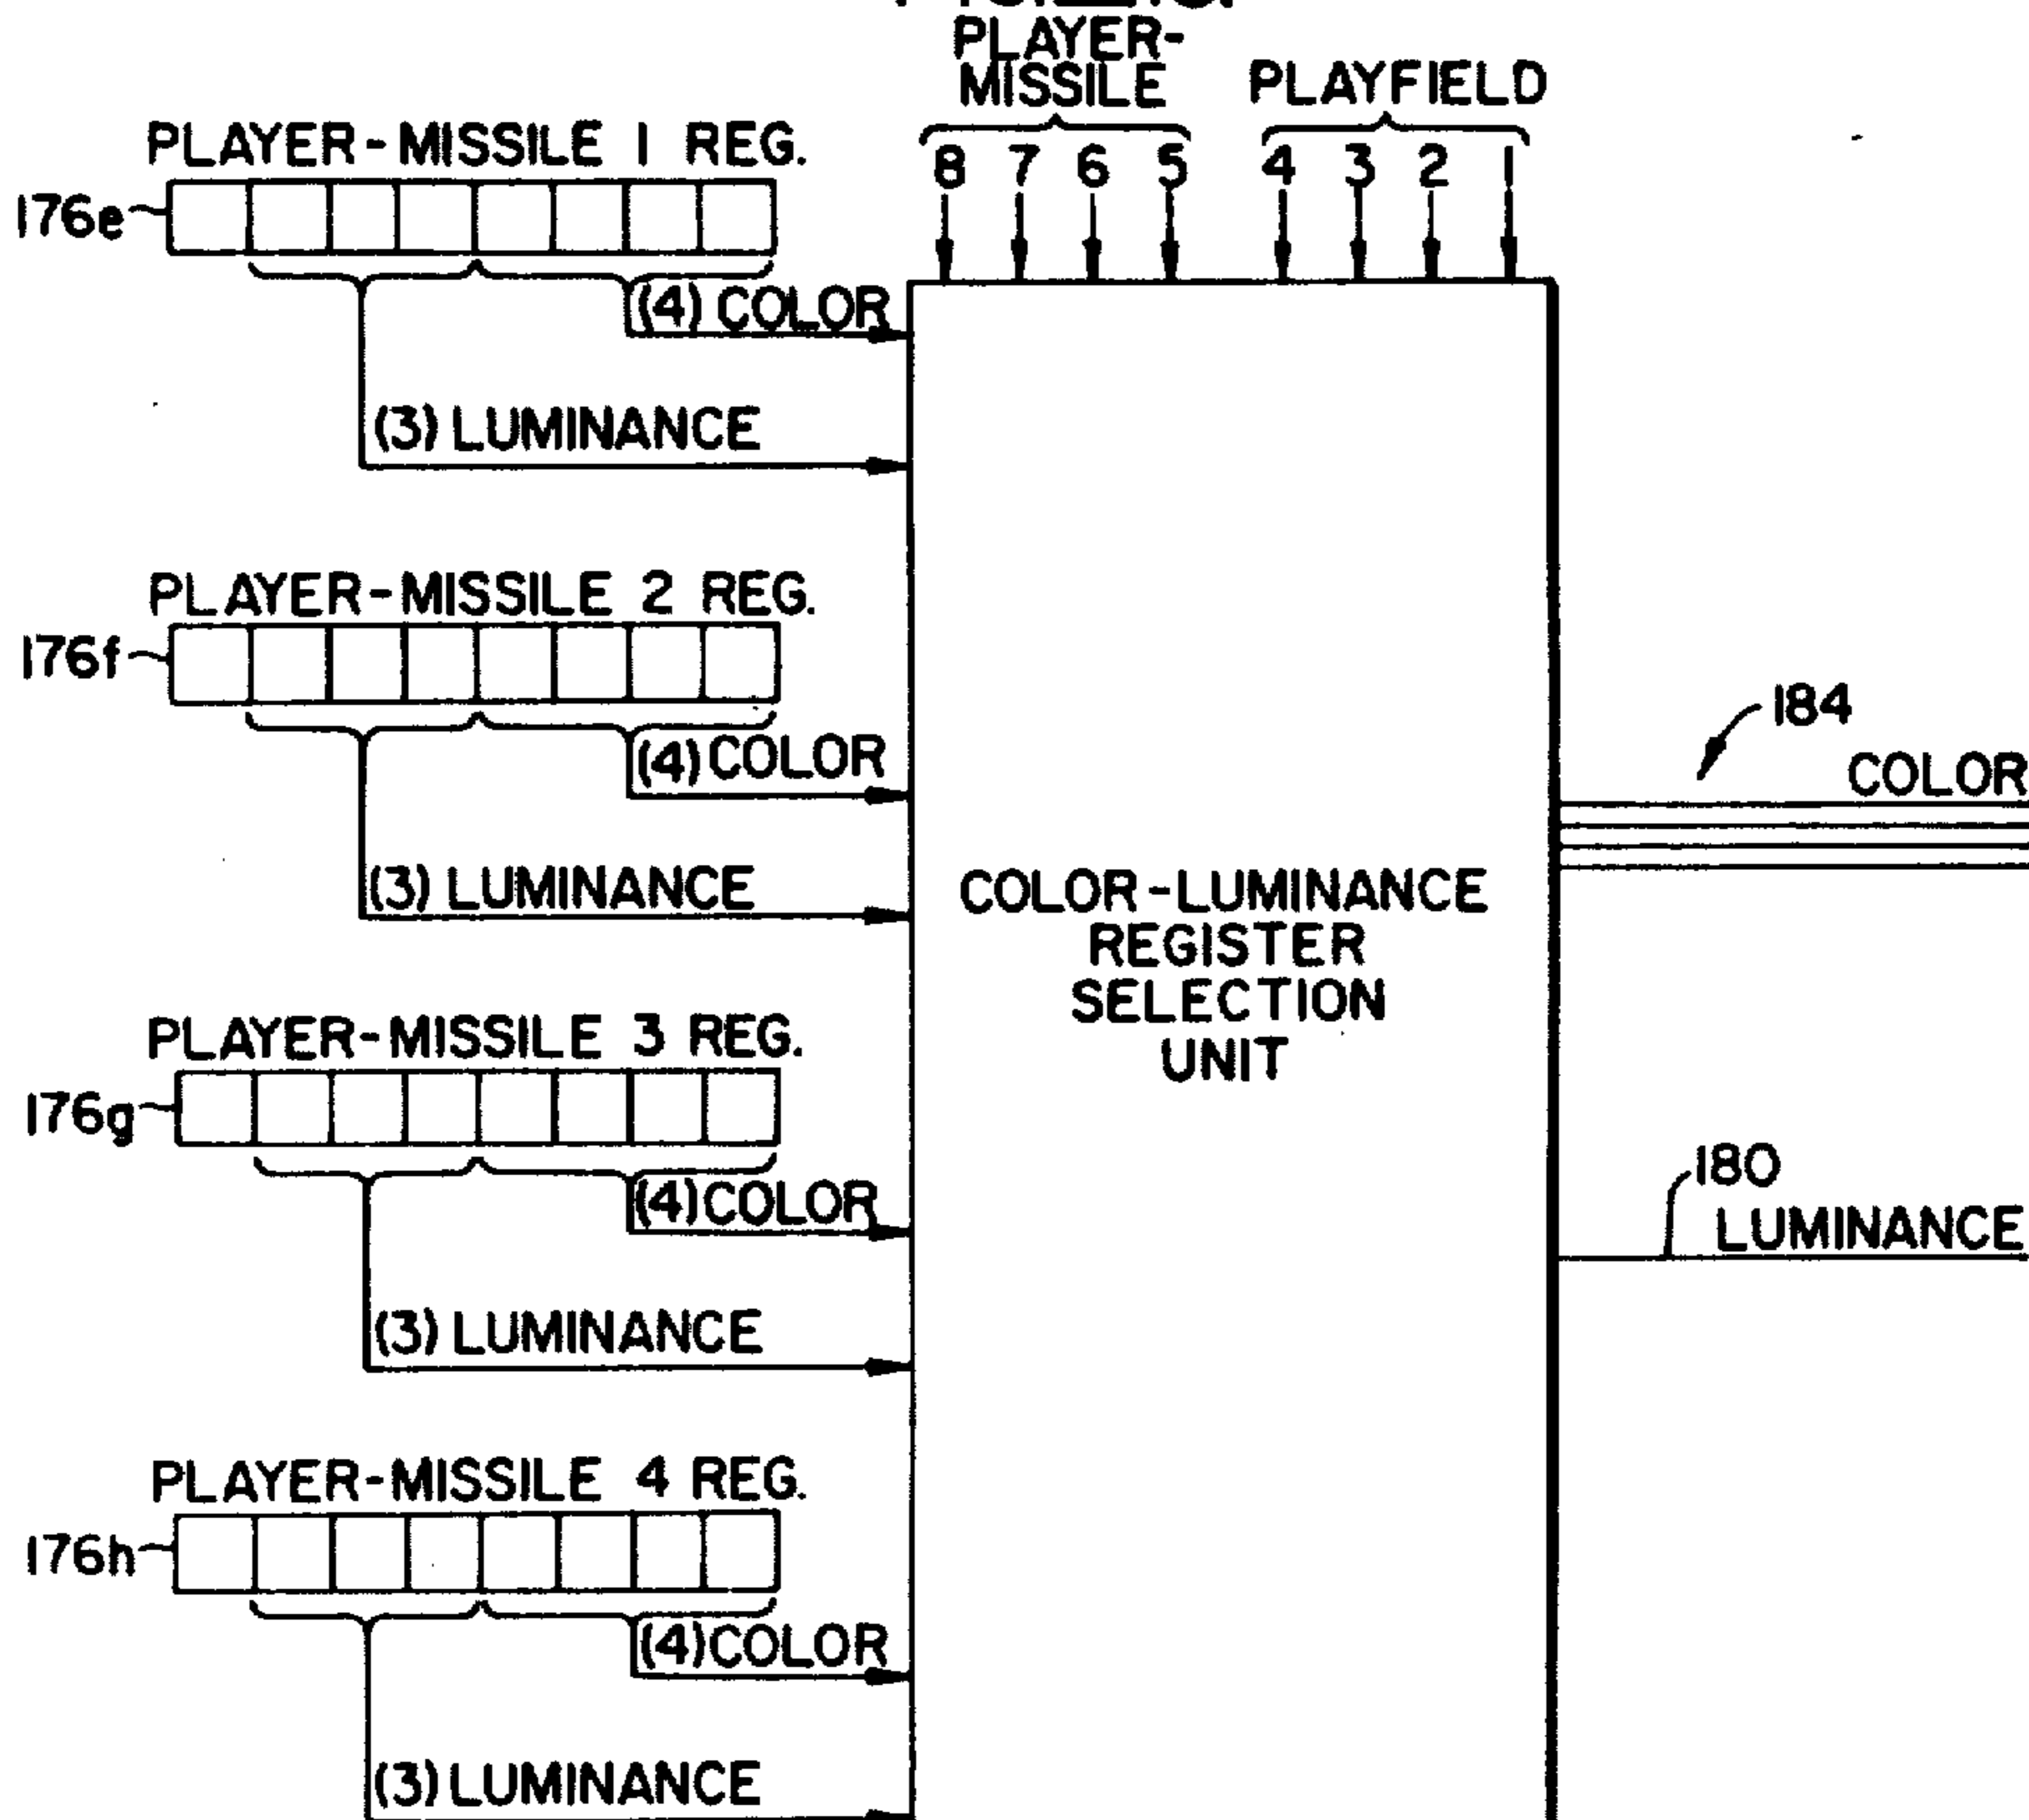 PLAYER-
MISSILE
PLAYFIELD
8 7 6 5 4 3 2 1
PLAYER-MISSILE 1 REG.
176e
(4) COLOR
(3) LUMINANCE
PLAYER-MISSILE 2 REG.
176f
(4) COLOR
(3) LUMINANCE
184
COLOR
COLOR-LUMINANCE
REGISTER
SELECTION
UNIT
PLAYER-MISSILE 3 REG.
176g
(4) COLOR
(3) LUMINANCE
180
LUMINANCE
PLAYER-MISSILE 4 REG.
176h
(4) COLOR
(3) LUMINANCE